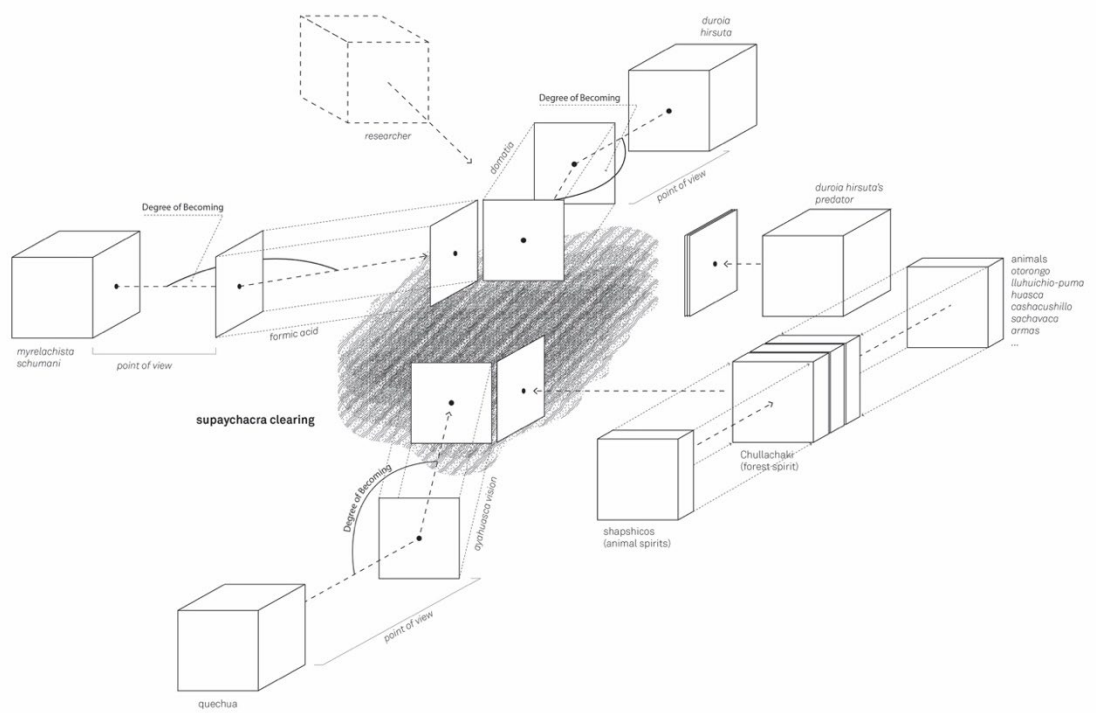 duroia
hirsuta
Degree of Becoming
researcher
domatia
point of view
duroia hirsuta's
predator
Degree of Becoming
animals
otorongo
lluhuichio-puma
huasca
cashacushillo
sachavaca
armas
...
formic acid
myrelachista
schumani
point of view
supaychacra clearing
Chullachaki
(forest spirit)
Degree of Becoming
ayahuasca vision
shapshicos
(animal spirits)
point of view
quechua